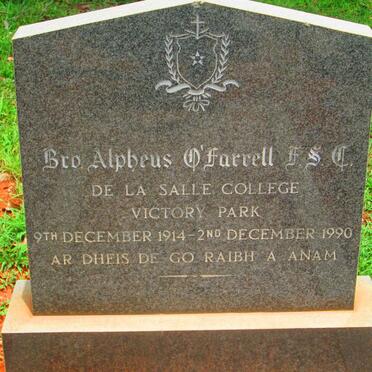 Bro Alpheus O'Farrell F.S.C.
DE LA SALLE COLLEGE
VICTORY PARK
9TH DECEMBER 1914 - 2ND DECEMBER 1990
AR DHEIS DE GO RAIBH A ANAM